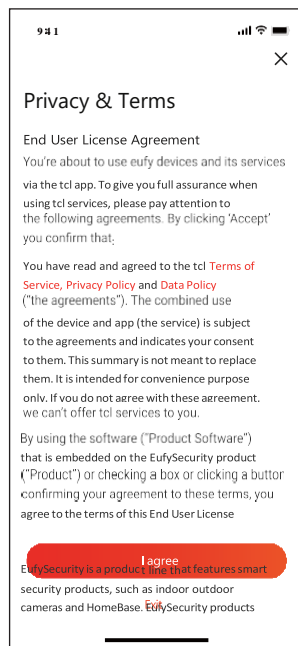 9:41
Privacy & Terms
End User License Agreement
You're about to use eufy devices and its services
via the tcl app. To give you full assurance when
using tcl services, please pay attention to
the following agreements. By clicking 'Accept'
you confirm that:
You have read and agreed to the tcl Terms of
Service, Privacy Policy and Data Policy
("the agreements"). The combined use
of the device and app (the service) is subject
to the agreements and indicates your consent
to them. This summary is not meant to replace
them. It is intended for convenience purpose
only. If you do not agree with these agreement,
we can't offer tcl services to you.
By using the software ("Product Software")
that is embedded on the EufySecurity product
("Product") or checking a box or clicking a button
confirming your agreement to these terms, you
agree to the terms of this End User License
I agree
EufySecurity is a product line that features smart
security products, such as indoor outdoor
cameras and HomeBase. EufySecurity products
Exit